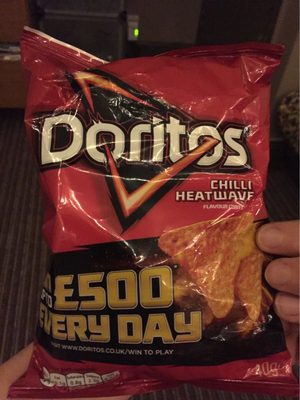 Doritos
CHILLI
HEATWAVE
FLAVOUR
£500
EVERY DAY
VISIT WWW.DORITOS.CO.UK/WIN TO PLAY